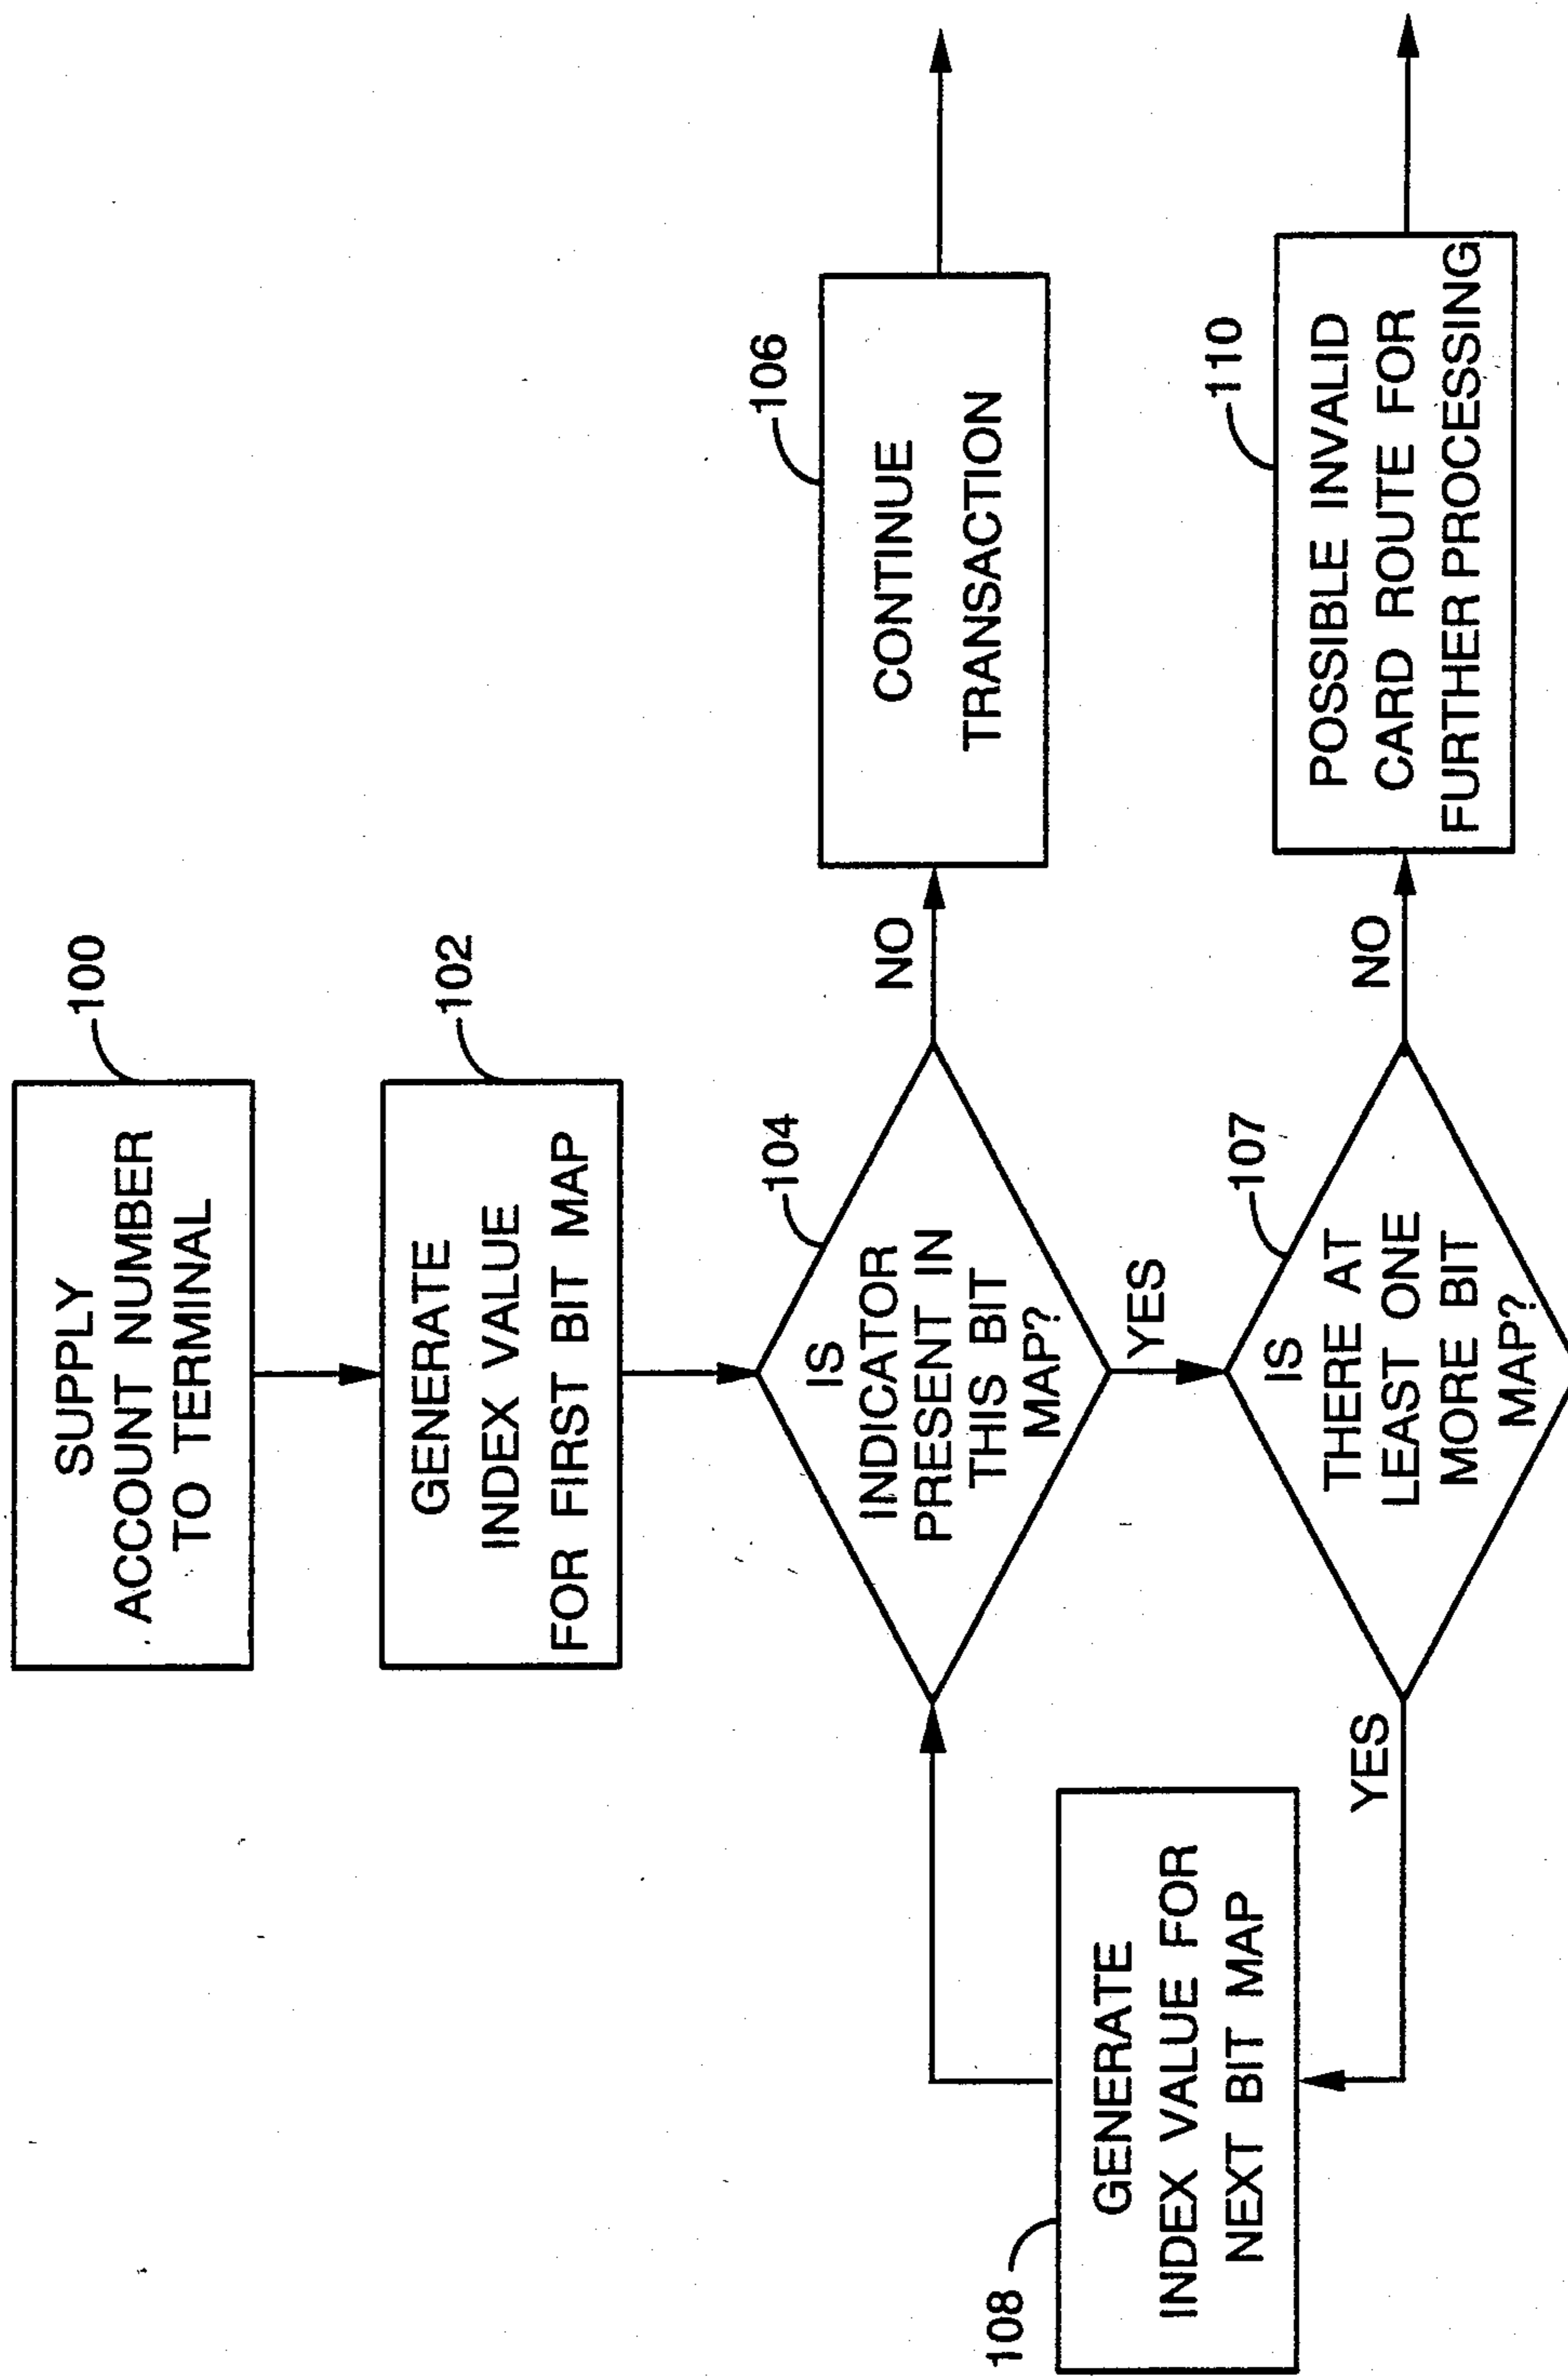 100
SUPPLY
ACCOUNT NUMBER
TO TERMINAL
102
GENERATE
INDEX VALUE
FOR FIRST BIT MAP
104
IS
INDICATOR
PRESENT IN
THIS BIT
MAP?
NO
106
CONTINUE
TRANSACTION
YES
107
IS
THERE AT
LEAST ONE
MORE BIT
MAP?
NO
110
POSSIBLE INVALID
CARD ROUTE FOR
FURTHER PROCESSING
YES
108
GENERATE
INDEX VALUE FOR
NEXT BIT MAP